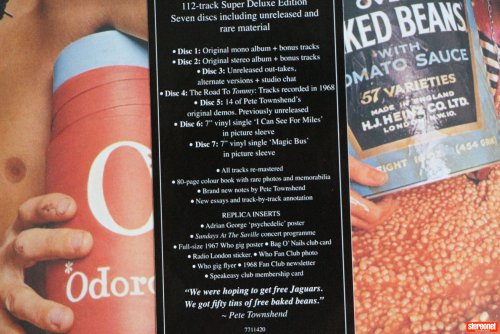 112-track Super Deluxe Edition
Seven discs including unreleased and
rare material
• Disc 1: Original mono album + bonus tracks
• Disc 2: Original stereo album + bonus tracks
• Disc 3: Unreleased out-takes,
alternate versions + studio chat
• Disc 4: The Road To Tommy: Tracks recorded in 1968
• Disc 5: 14 of Pete Townshend's
original demos. Previously unreleased
• Disc 6: 7" vinyl single 'I Can See For Miles'
in picture sleeve
• Disc 7: 7" vinyl single 'Magic Bus'
in picture sleeve
• All tracks re-mastered
• 80-page colour book with rare photos and memorabilia
• Brand new notes by Pete Townshend
• New essays and track-by-track annotation
REPLICA INSERTS
• Adrian George 'psychedelic' poster
• Sundays At The Saville concert programme
• Full-size 1967 Who gig poster • Bag O' Nails club card
• Radio London sticker. • Who Fan Club photo
• Who gig flyer • 1968 Fan Club newsletter
• Speakeasy club membership card
"We were hoping to get free Jaguars.
We got fifty tins of free baked beans."
~ Pete Townshend
7711420
O
*Odoro
KED BEANS
WITH
OMATO SAUCE
57 VARIETIES
MADE IN ENGLAND
H.J. HEINZ CO. LTD.
LONDON N.W.10.
IGHT 1 (454 GRA
stereonet